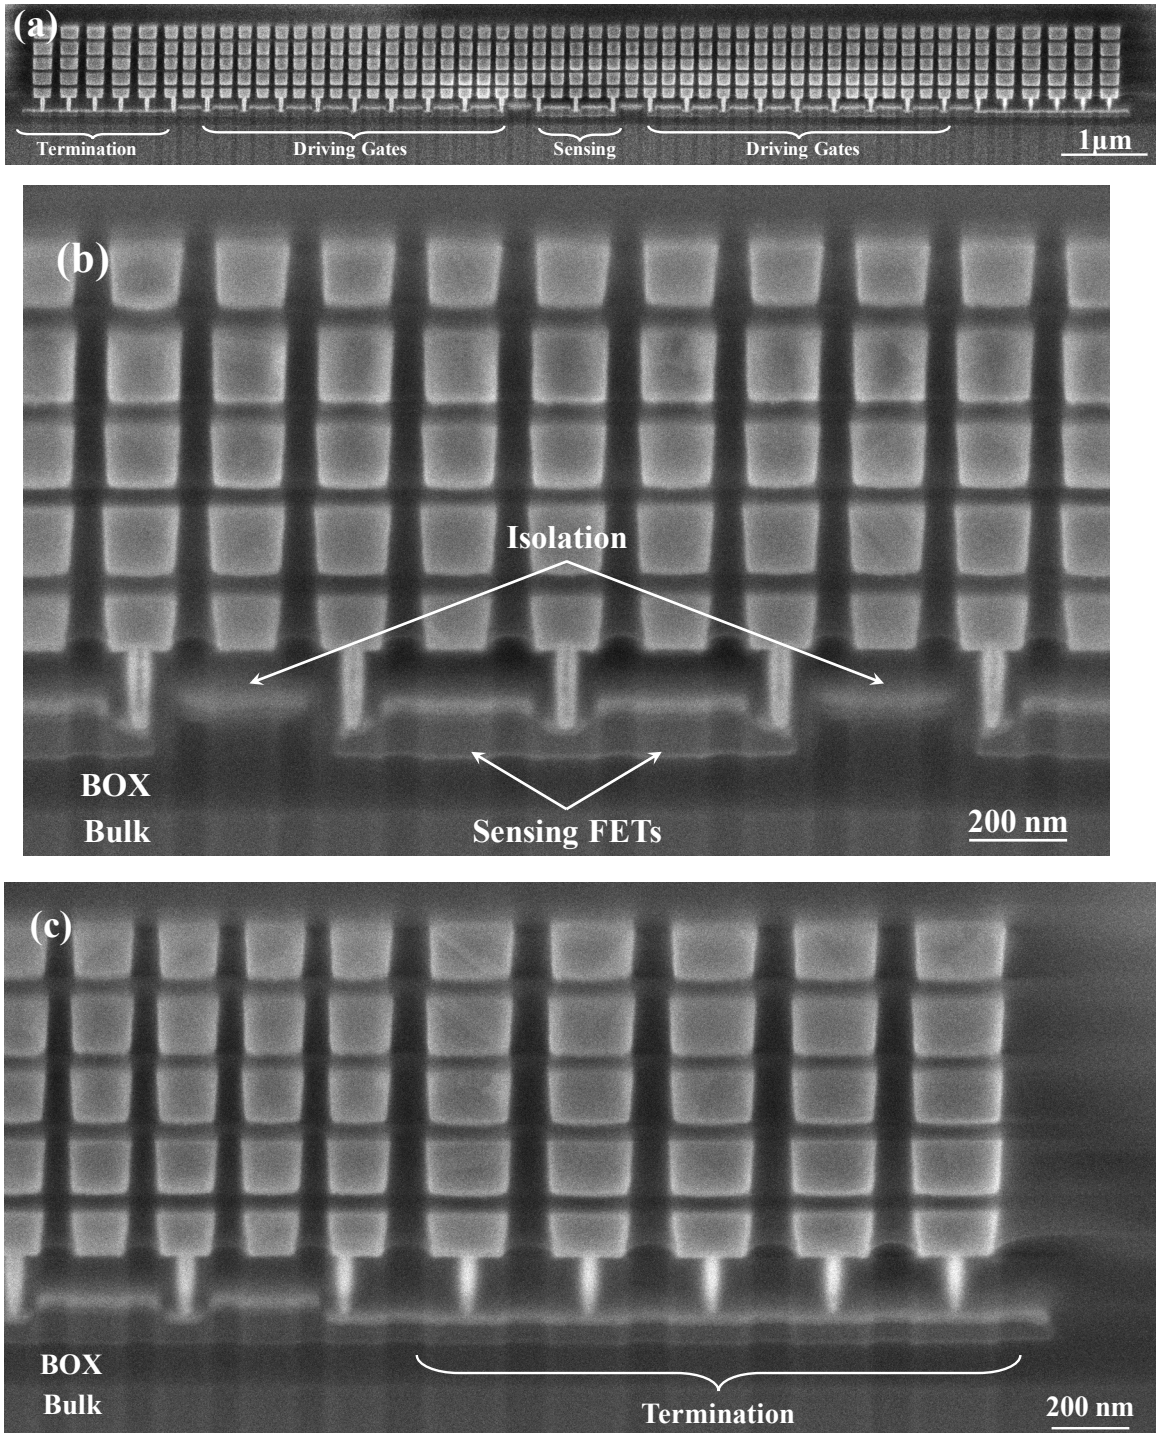 (a)
Termination
Driving Gates
Sensing
Driving Gates
1μm
(b)
Isolation
BOX
Bulk
Sensing FETs
200 nm
(c)
BOX
Bulk
Termination
200 nm